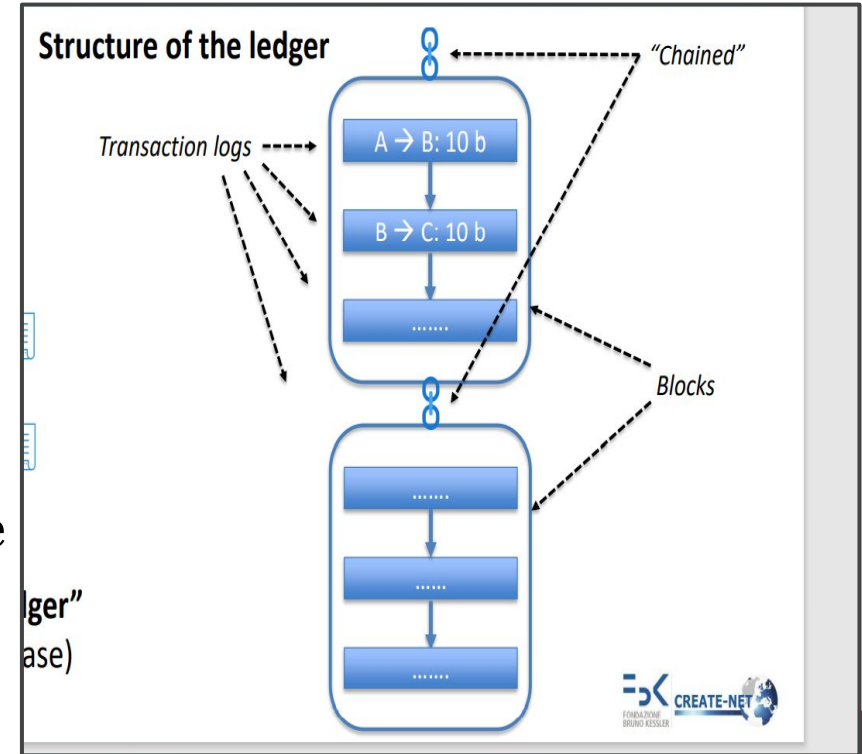 Structure of the ledger
"Chained"
Transaction logs
A → B: 10 b
B → C: 10 b
.......
Blocks
.......
......
.......
e
lger”
ase)
FONDAZIONE
BRUNO KESSLER
CREATE-NET